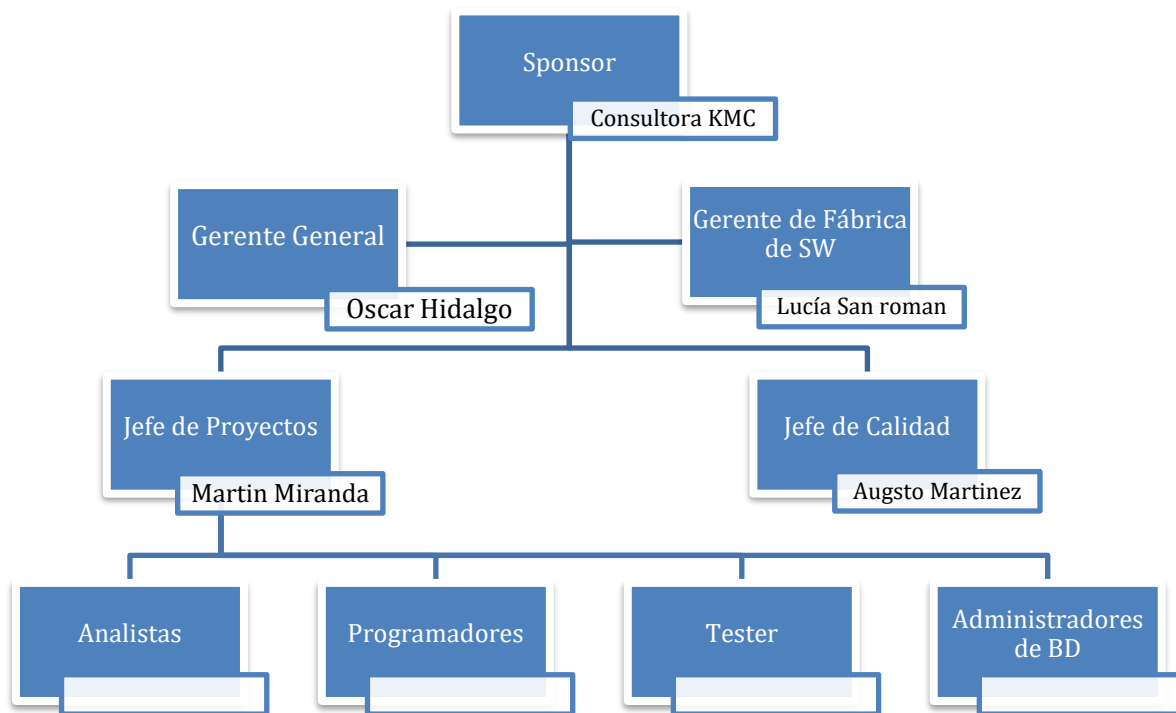 Sponsor
Consultora KMC
Gerente General
Oscar Hidalgo
Gerente de Fábrica
de SW
Lucía San roman
Jefe de Proyectos
Martin Miranda
Jefe de Calidad
Augsto Martinez
Analistas
Programadores
Tester
Administradores
de BD